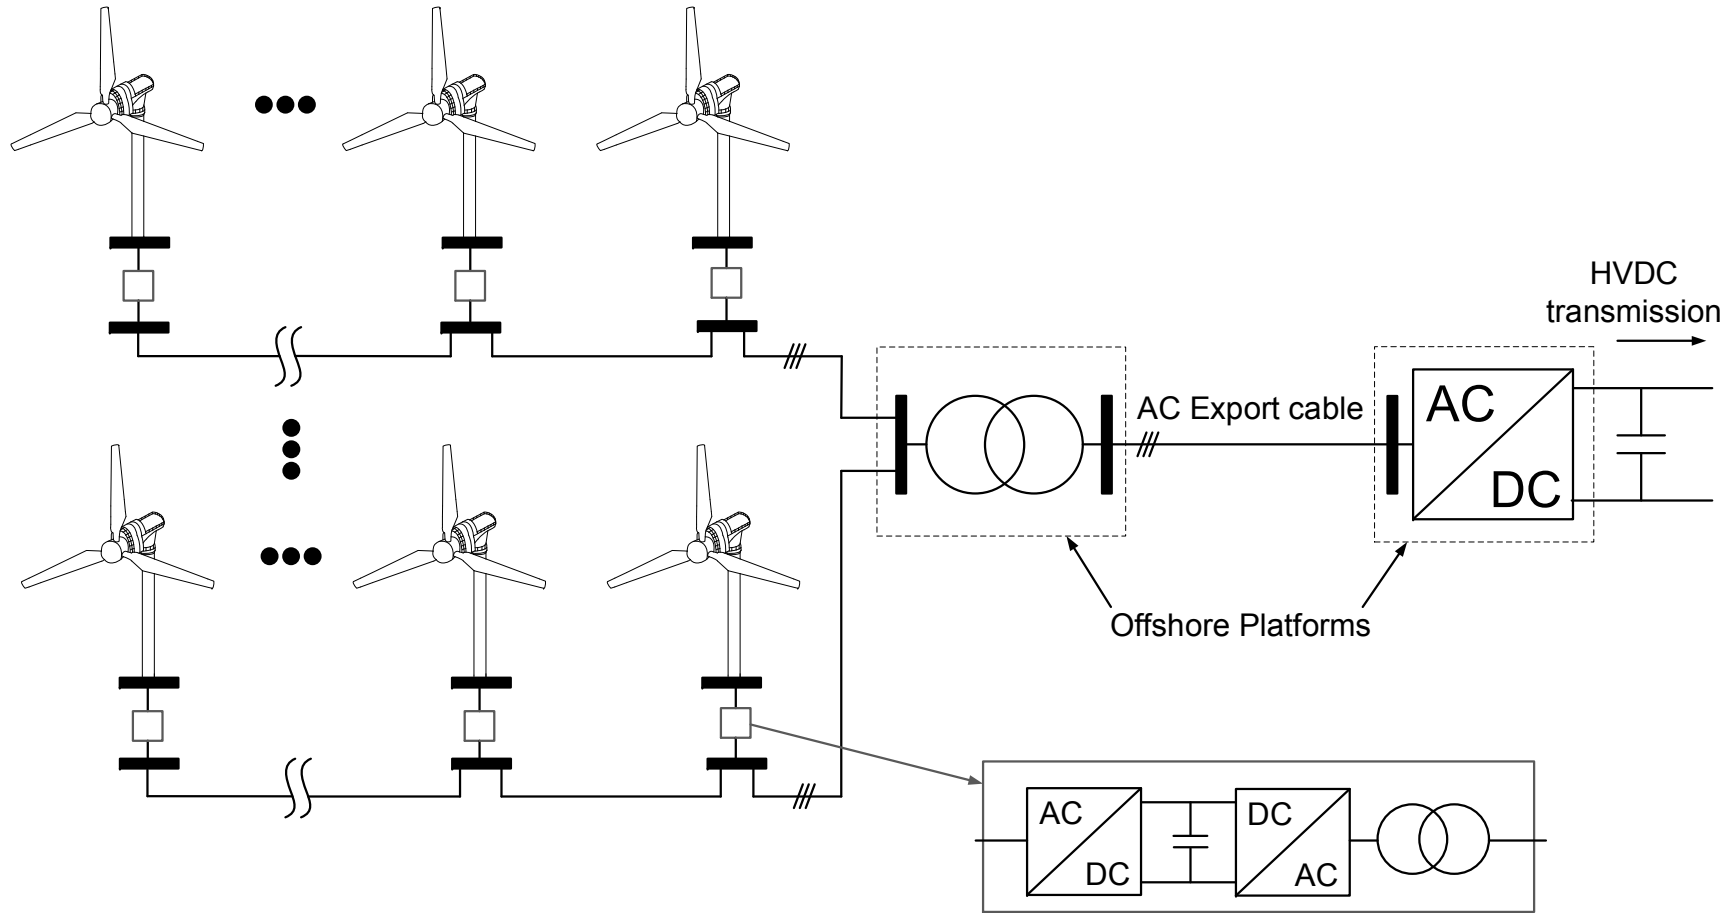 HVDC
transmission
AC Export cable
AC
DC
Offshore Platforms
AC
DC
DC
AC